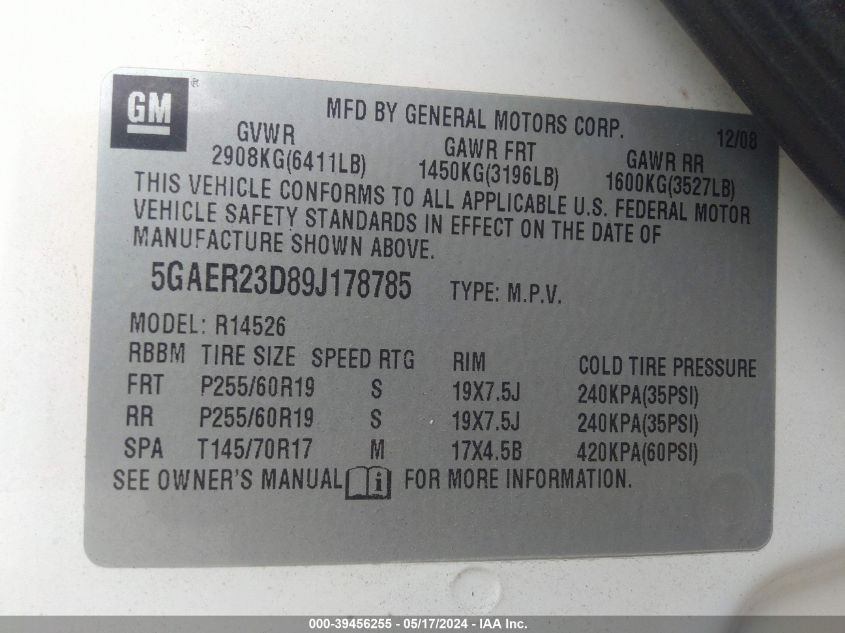 GM ®
MFD BY GENERAL MOTORS CORP. 12/08
GVWR GAWR FRT GAWR RR
2908KG(6411LB) 1450KG(3196LB) 1600KG(3527LB)
THIS VEHICLE CONFORMS TO ALL APPLICABLE U.S. FEDERAL MOTOR
VEHICLE SAFETY STANDARDS IN EFFECT ON THE DATE OF
MANUFACTURE SHOWN ABOVE.
5GAER23D89J178785 TYPE: M.P.V.
MODEL: R14526
RBBM TIRE SIZE SPEED RTG RIM COLD TIRE PRESSURE
FRT P255/60R19 S 19X7.5J 240KPA(35PSI)
RR P255/60R19 S 19X7.5J 240KPA(35PSI)
SPA T145/70R17 M 17X4.5B 420KPA(60PSI)
SEE OWNER'S MANUAL i FOR MORE INFORMATION.
000-39456255 - 05/17/2024 - IAA Inc.